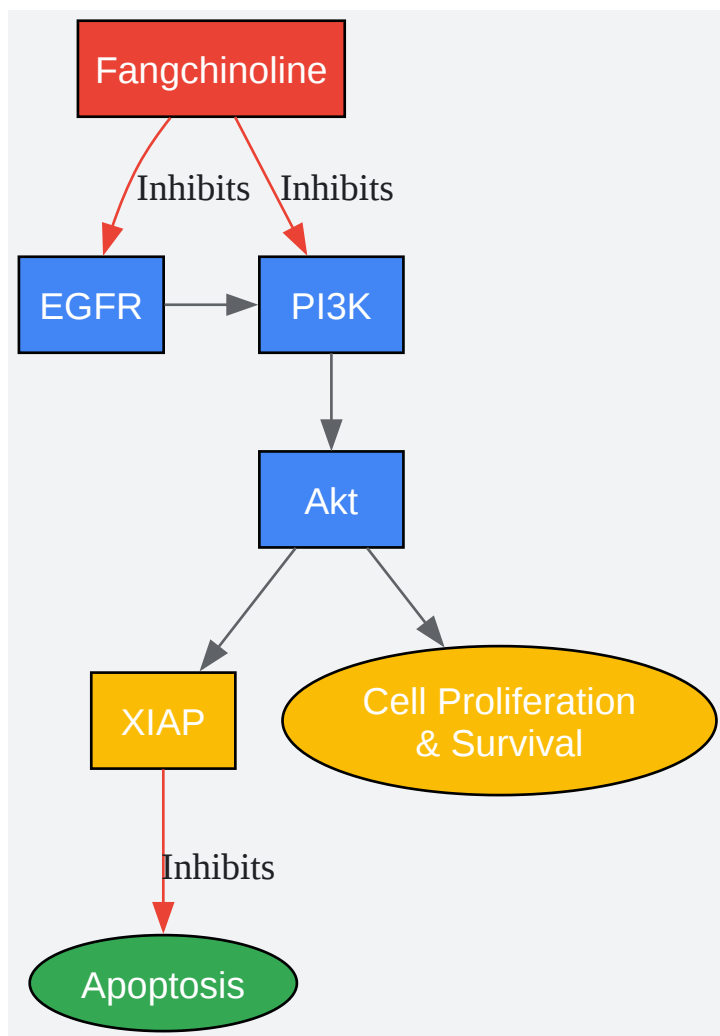 Fangchinoline
Inhibits
Inhibits
EGFR
PI3K
Akt
XIAP
Cell Proliferation
& Survival
Inhibits
Apoptosis